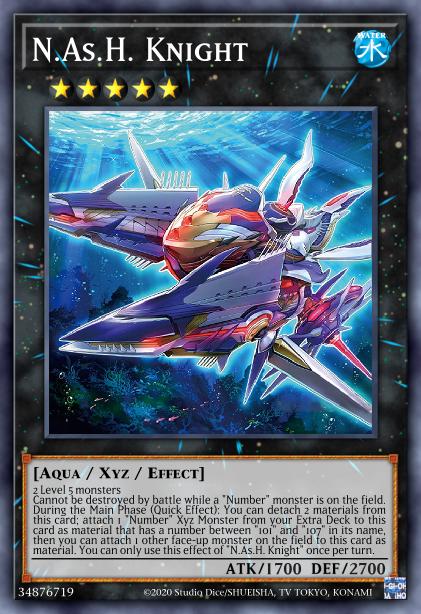 N.As.H. Knight
WATER
水
[Aqua / Xyz / Effect]
2 Level 5 monsters
Cannot be destroyed by battle while a "Number" monster is on the field.
During the Main Phase (Quick Effect): You can detach 2 materials from
this card; attach 1 "Number" Xyz Monster from your Extra Deck to this
card as material that has a number between "101" and "107" in its name,
then you can attach 1 other face-up monster on the field to this card as
material. You can only use this effect of "N.As.H. Knight" once per turn.
ATK/1700 DEF/2700
34876719
©2020 Studio Dice/SHUEISHA, TV TOKYO, KONAMI